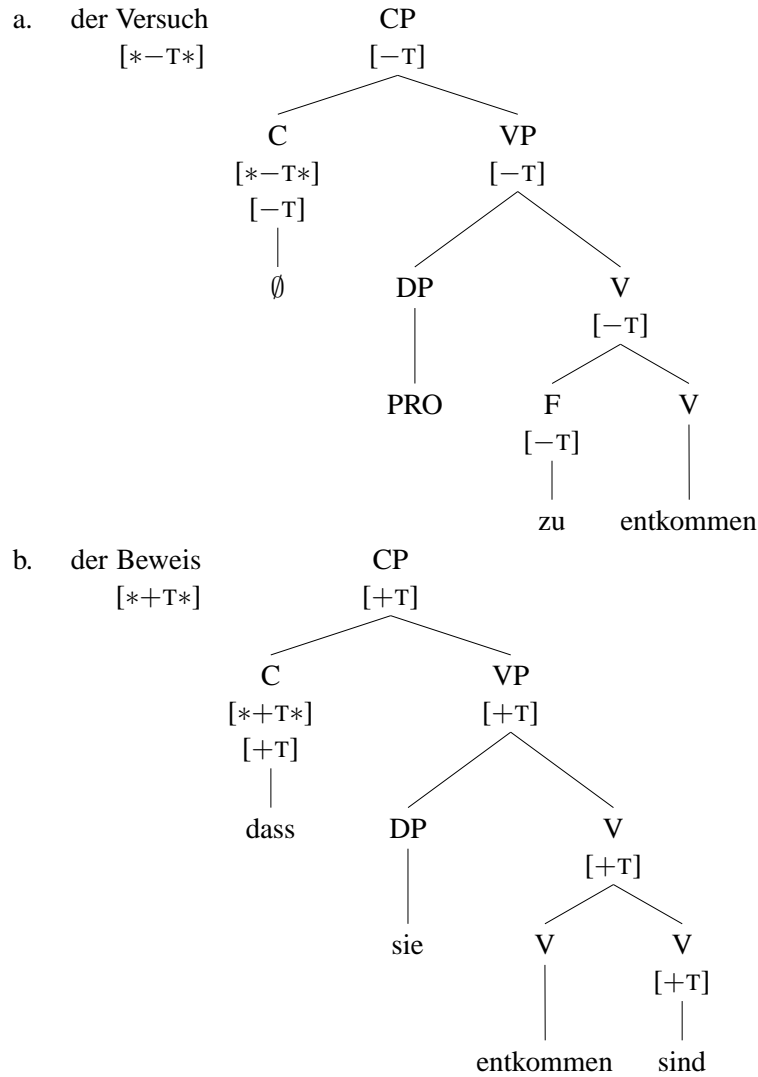 a. der Versuch CP
[∗−T∗] [−T]
C VP
[∗−T∗] [−T]
[−T]
∅ DP V
[−T]
PRO F V
[−T]
zu entkommen
b. der Beweis CP
[∗+T∗] [+T]
C VP
[∗+T∗] [+T]
[+T]
dass DP V
[+T]
sie V V
[+T]
entkommen sind